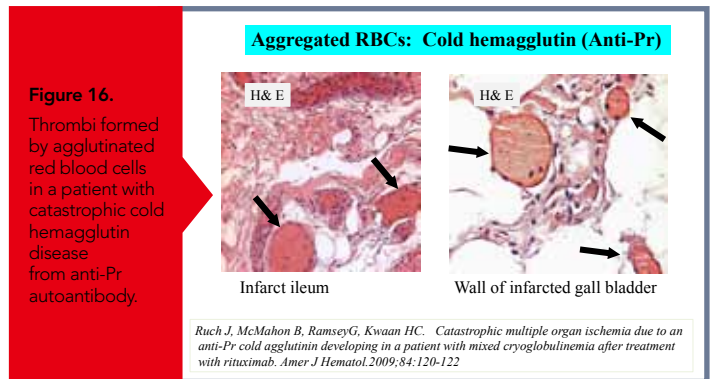 Aggregated RBCs: Cold hemagglutin (Anti-Pr)
Figure 16.
Thrombi formed
by agglutinated
red blood cells
in a patient with
catastrophic cold
hemagglutin
disease
from anti-Pr
autoantibody.
H& E
H& E
Infarct ileum
Wall of infarcted gall bladder
Ruch J, McMahon B, RamseyG, Kwaan HC. Catastrophic multiple organ ischemia due to an
anti-Pr cold agglutinin developing in a patient with mixed cryoglobulinemia after treatment
with rituximab. Amer J Hematol.2009;84:120-122